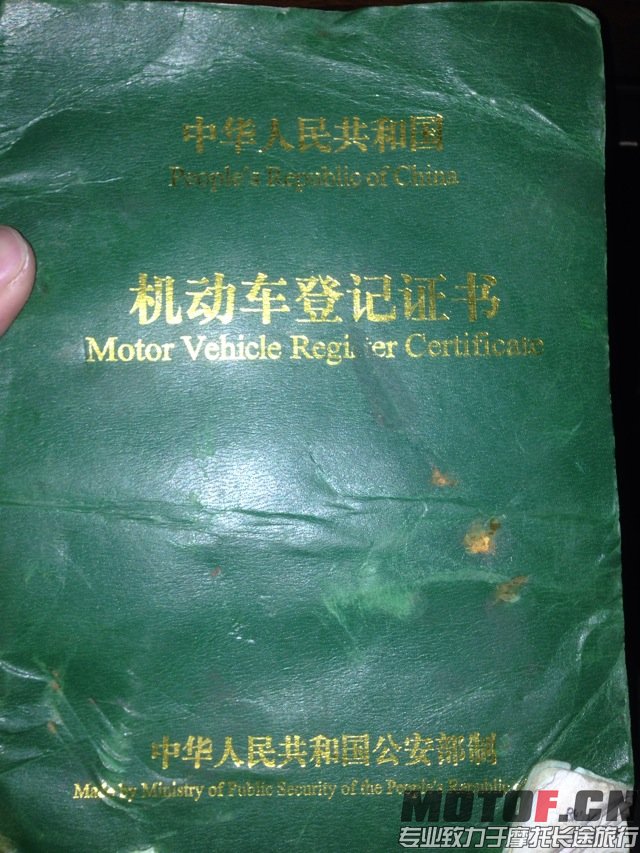 中华人民共和国
People's Republic of China
机动车登记证书
Motor Vehicle Register Certificate
中华人民共和国公安部制
Made by Ministry of Public Security of the People's Republic
MOTOF.CN
专业致力于摩托长途旅行